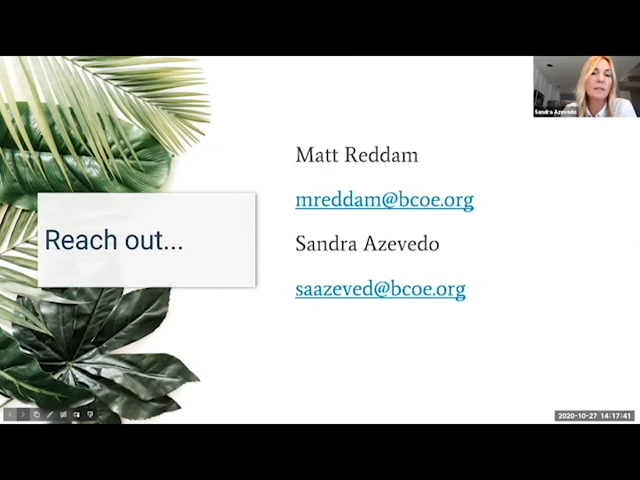 Sandra Azevedo
Matt Reddam
mreddam@bcoe.org
Reach out...
Sandra Azevedo
saazeved@bcoe.org
2020-10-27 14:17:41